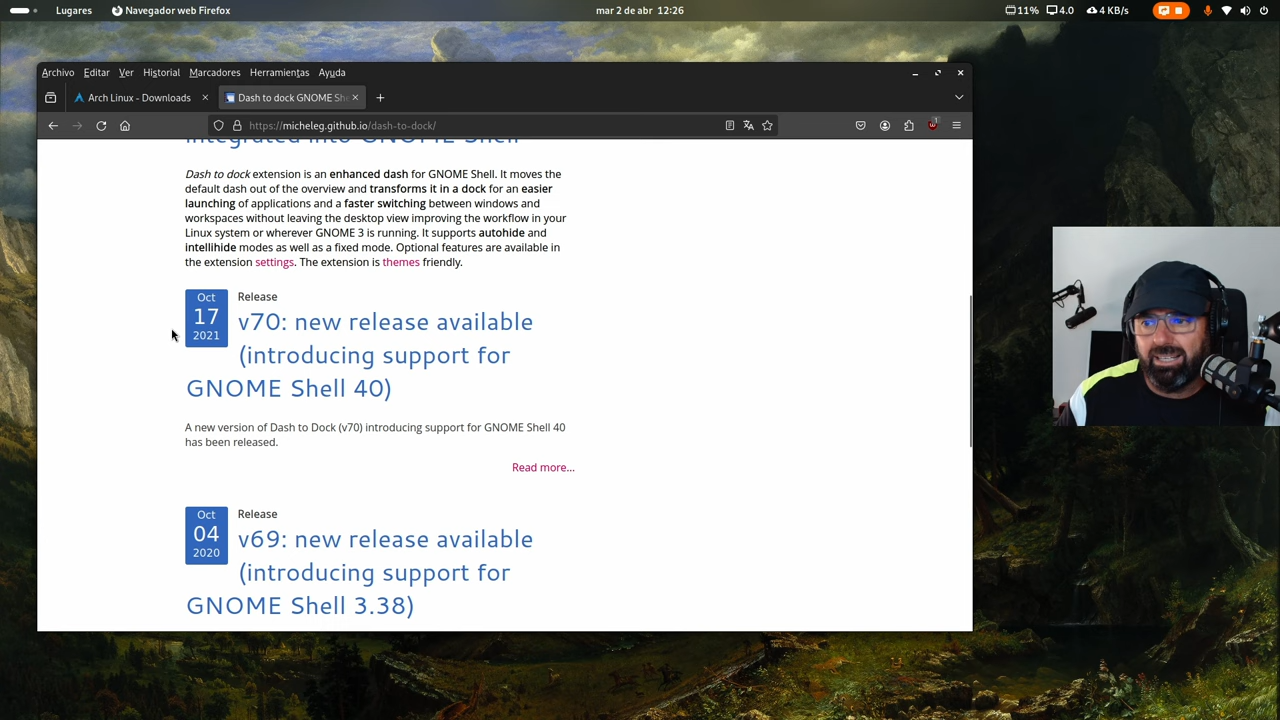 Lugares
Navegador web Firefox
mar 2 de abr 12:26
11%
4.0
4 KB/s
Archivo Editar Ver Historial Marcadores Herramientas Ayuda
Arch Linux - Downloads
Dash to dock GNOME She
https://micheleg.github.io/dash-to-dock/
1
integrated into GNOME Shell
Dash to dock extension is an enhanced dash for GNOME Shell. It moves the
default dash out of the overview and transforms it in a dock for an easier
launching of applications and a faster switching between windows and
workspaces without leaving the desktop view improving the workflow in your
Linux system or wherever GNOME 3 is running. It supports autohide and
intellihide modes as well as a fixed mode. Optional features are available in
the extension settings. The extension is themes friendly.
Oct
17
2021
Release
v70: new release available
(introducing support for
GNOME Shell 40)
A new version of Dash to Dock (v70) introducing support for GNOME Shell 40
has been released.
Read more...
Oct
04
2020
Release
v69: new release available
(introducing support for
GNOME Shell 3.38)